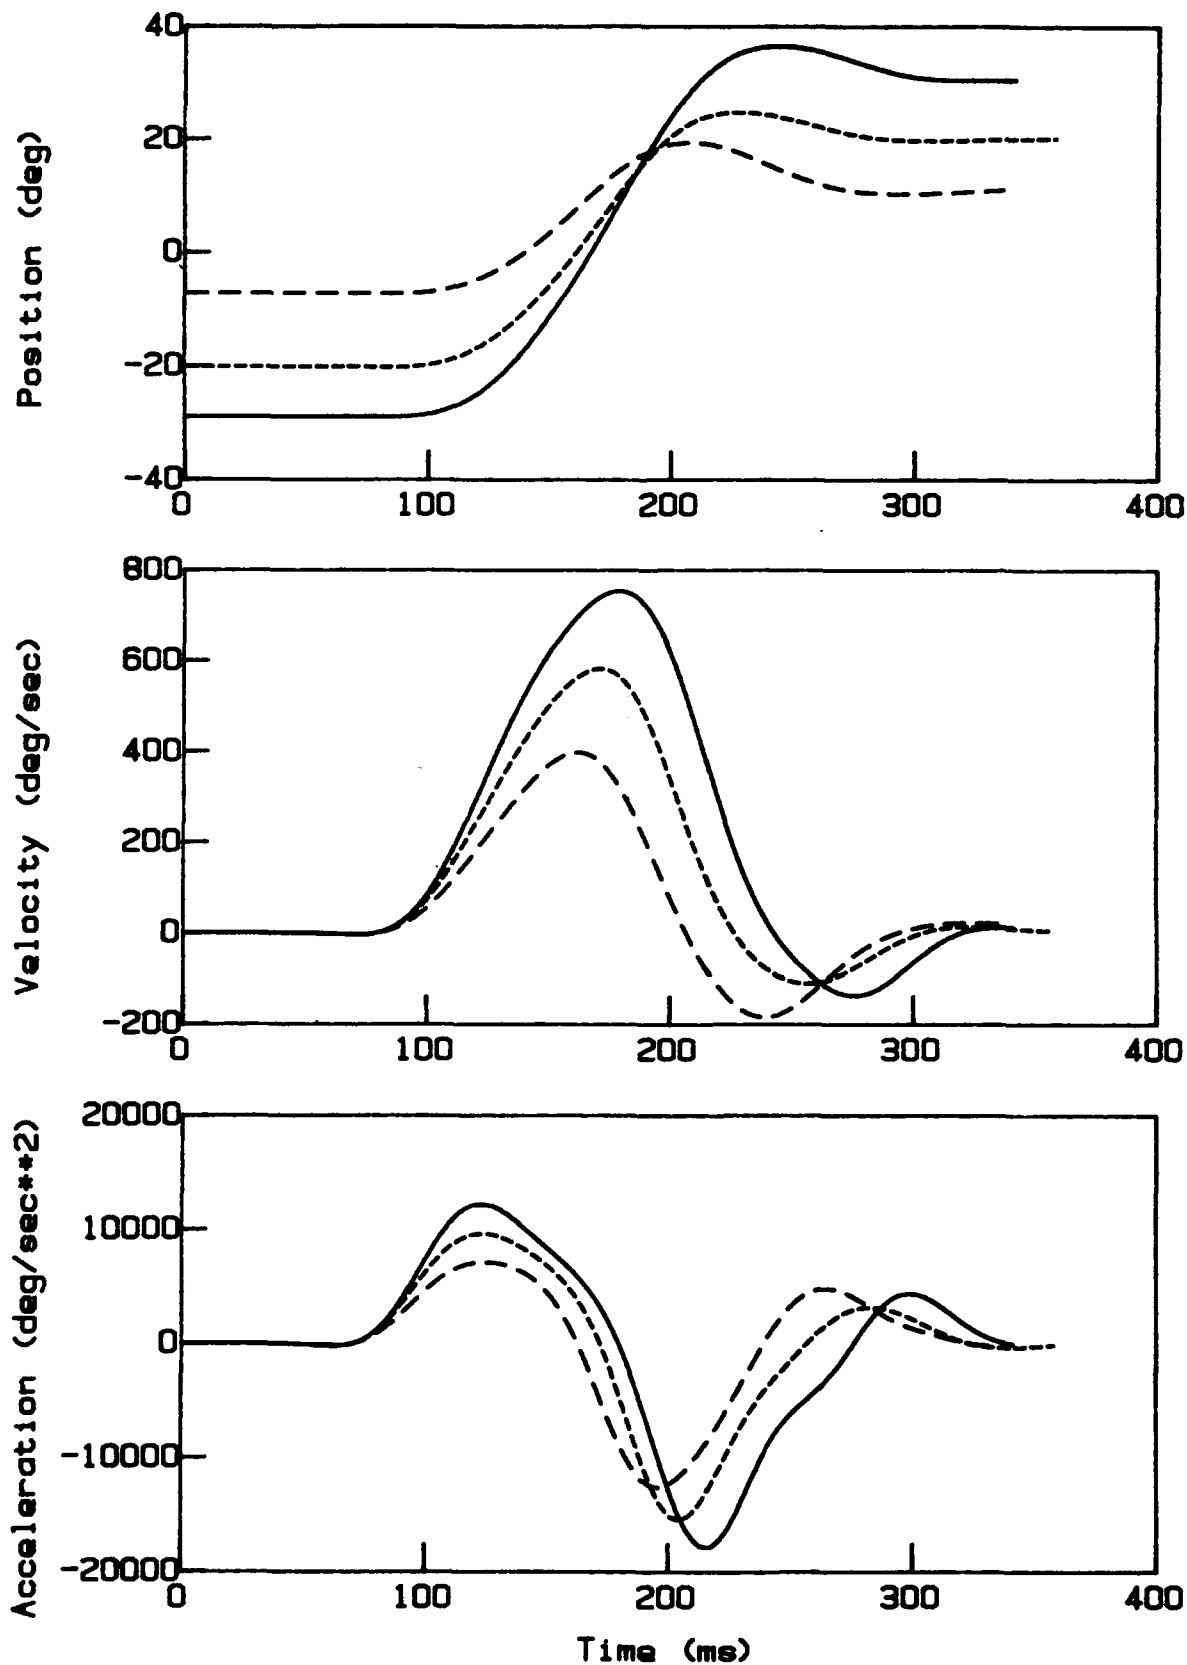 40
20
0
-20
-40
Position (deg)
0 100 200 300 400
800
600
400
200
0
-200
Velocity (deg/sec)
0 100 200 300 400
20000
10000
0
-10000
-20000
Acceleration (deg/sec**2)
0 100 200 300 400
Time (ms)